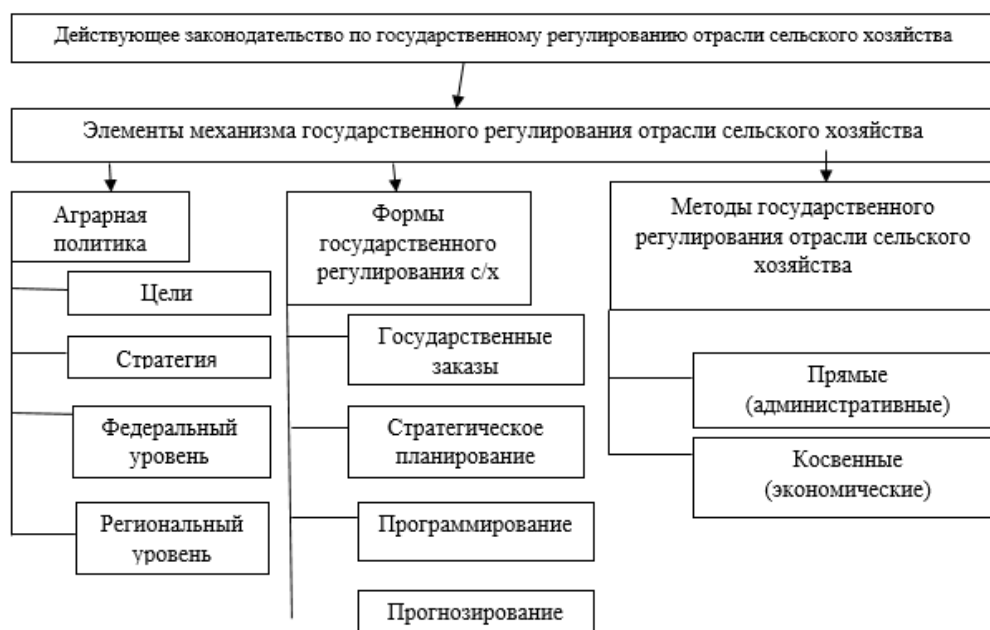 Действующее законодательство по государственному регулированию отрасли сельского хозяйства
Элементы механизма государственного регулирования отрасли сельского хозяйства
Аграрная
политика
Цели
Стратегия
Федеральный
уровень
Региональный
уровень
Формы
государственного
регулирования с/х
Государственные
заказы
Стратегическое
планирование
Программирование
Прогнозирование
Методы государственного
регулирования отрасли сельского
хозяйства
Прямые
(административные)
Косвенные
(экономические)